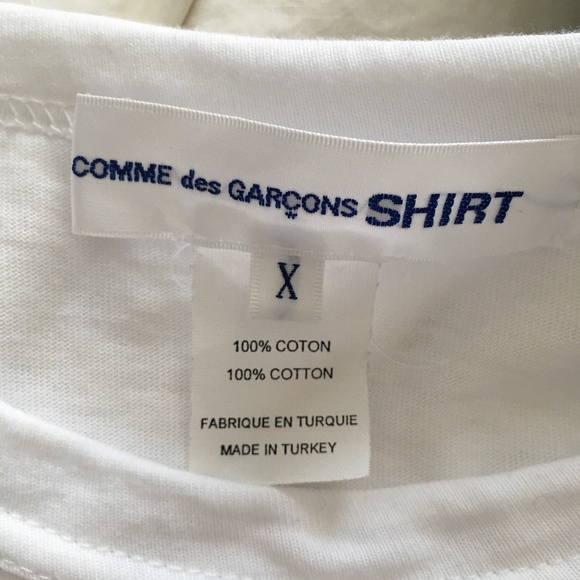 COMME des GARÇONS SHIRT
X
100% COTON
100% COTTON
FABRIQUE EN TURQUIE
MADE IN TURKEY